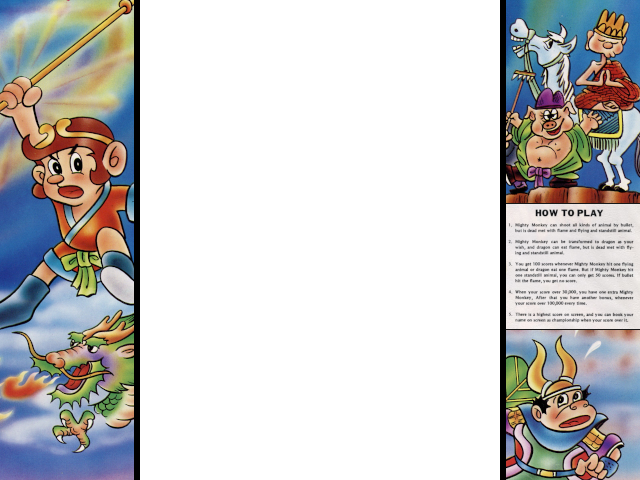 HOW TO PLAY
1. Mighty Monkey can shoot all kinds of animal by bullet,
but is dead met with flame and flying and standstill animal.
2. Mighty Monkey can be transformed to dragon as your
wish, and dragon can eat flame, but is dead met with fly-
ing and standstill animal.
3. You get 100 scores whenever Mighty Monkey hit one flying
animal or dragon eat one flame. But if Mighty Monkey hit
one standstill animal, you can only get 50 scores. If bullet
hit the flame, you get no score.
4. When your score over 30,000, you have one extra Mighty
Monkey. After that you have another bonus, whenever
your score over 100,000 every time.
5. There is a highest score on screen, and you can book your
name on screen as championship when your score over it.